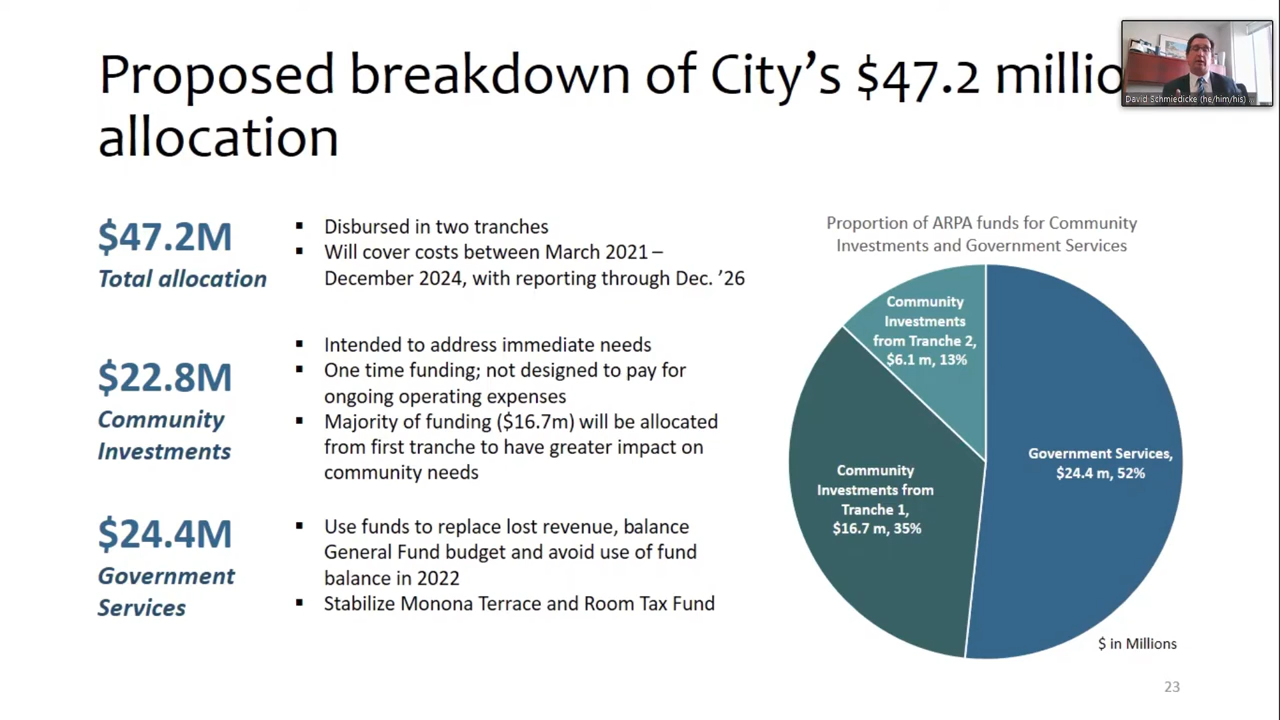 Proposed breakdown of City's $47.2 millio
allocation
David Schmiedicke (he/him/his)
$47.2M
Total allocation
▪ Disbursed in two tranches
▪ Will cover costs between March 2021 –
December 2024, with reporting through Dec. '26
$22.8M
Community
Investments
▪ Intended to address immediate needs
▪ One time funding; not designed to pay for
ongoing operating expenses
▪ Majority of funding ($16.7m) will be allocated
from first tranche to have greater impact on
community needs
$24.4M
Government
Services
▪ Use funds to replace lost revenue, balance
General Fund budget and avoid use of fund
balance in 2022
▪ Stabilize Monona Terrace and Room Tax Fund
Proportion of ARPA funds for Community
Investments and Government Services
Community
Investments
from Tranche 2,
$6.1 m, 13%
Government Services,
$24.4 m, 52%
Community
Investments from
Tranche 1,
$16.7 m, 35%
$ in Millions
23